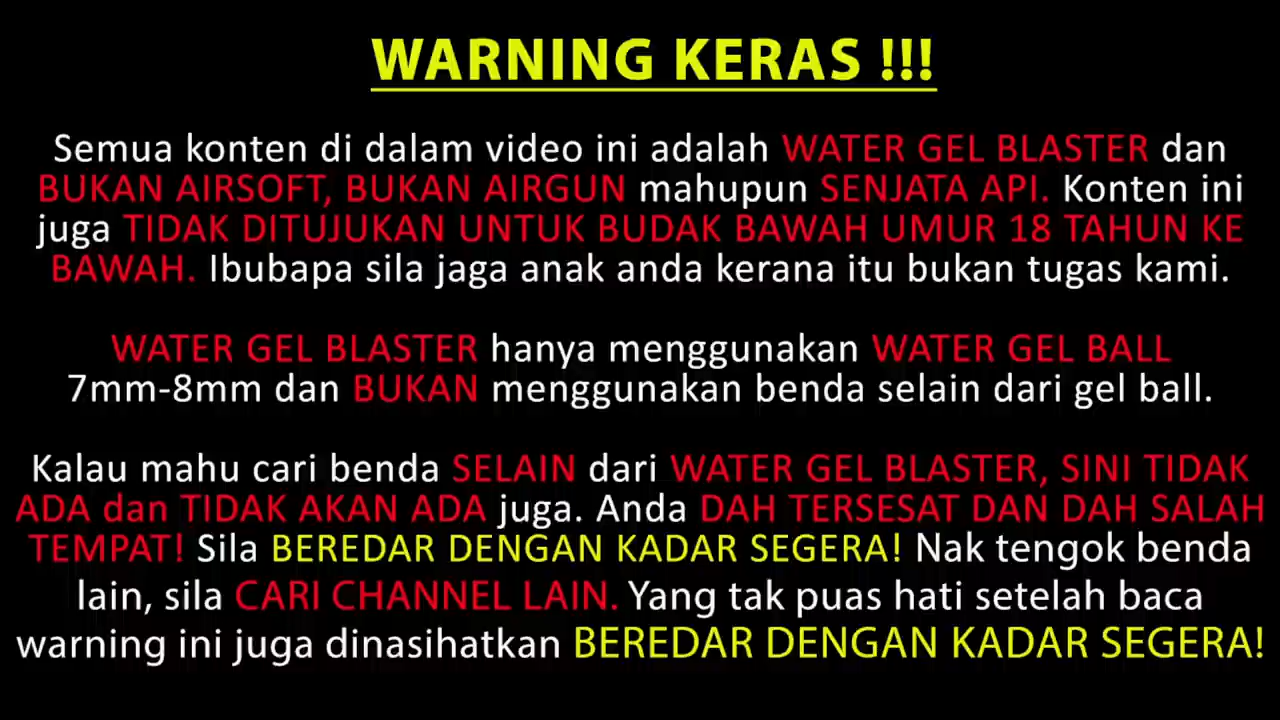 WARNING KERAS !!!
Semua konten di dalam video ini adalah WATER GEL BLASTER dan
BUKAN AIRSOFT, BUKAN AIRGUN mahupun SENJATA API. Konten ini
juga TIDAK DITUJUKAN UNTUK BUDAK BAWAH UMUR 18 TAHUN KE
BAWAH. Ibubapa sila jaga anak anda kerana itu bukan tugas kami.
WATER GEL BLASTER hanya menggunakan WATER GEL BALL
7mm-8mm dan BUKAN menggunakan benda selain dari gel ball.
Kalau mahu cari benda SELAIN dari WATER GEL BLASTER, SINI TIDAK
ADA dan TIDAK AKAN ADA juga. Anda DAH TERSESAT DAN DAH SALAH
TEMPAT! Sila BEREDAR DENGAN KADAR SEGERA! Nak tengok benda
lain, sila CARI CHANNEL LAIN. Yang tak puas hati setelah baca
warning ini juga dinasihatkan BEREDAR DENGAN KADAR SEGERA!